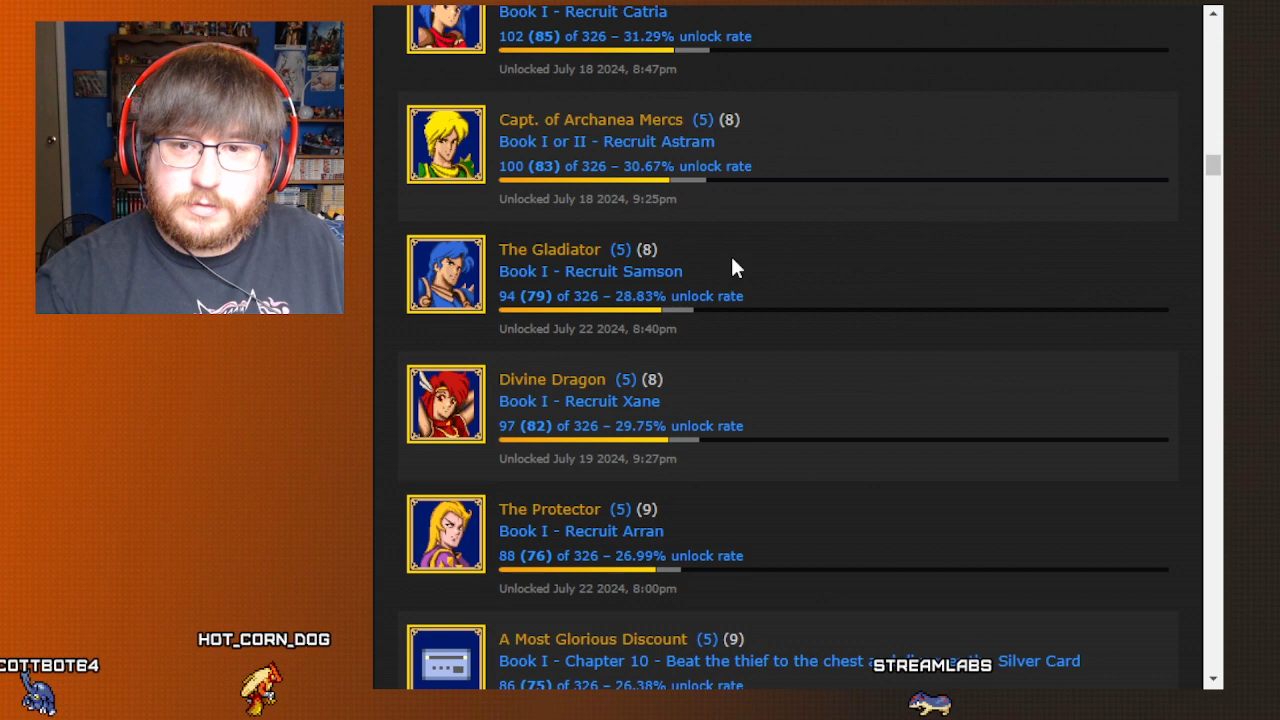 Book I - Recruit Catria
102 (85) of 326 – 31.29% unlock rate
Unlocked July 18 2024, 8:47pm
Capt. of Archanea Mercs (5) (8)
Book I or II - Recruit Astram
100 (83) of 326 – 30.67% unlock rate
Unlocked July 18 2024, 9:25pm
The Gladiator (5) (8)
Book I - Recruit Samson
94 (79) of 326 – 28.83% unlock rate
Unlocked July 22 2024, 8:40pm
Divine Dragon (5) (8)
Book I - Recruit Xane
97 (82) of 326 – 29.75% unlock rate
Unlocked July 19 2024, 9:27pm
The Protector (5) (9)
Book I - Recruit Arran
88 (76) of 326 – 26.99% unlock rate
Unlocked July 22 2024, 8:00pm
A Most Glorious Discount (5) (9)
Book I - Chapter 10 - Beat the thief to the chest Silver Card
86 (75) of 326 – 26.38% unlock rate
COTTBOT64
HOT_CORN_DOG
STREAMLABS